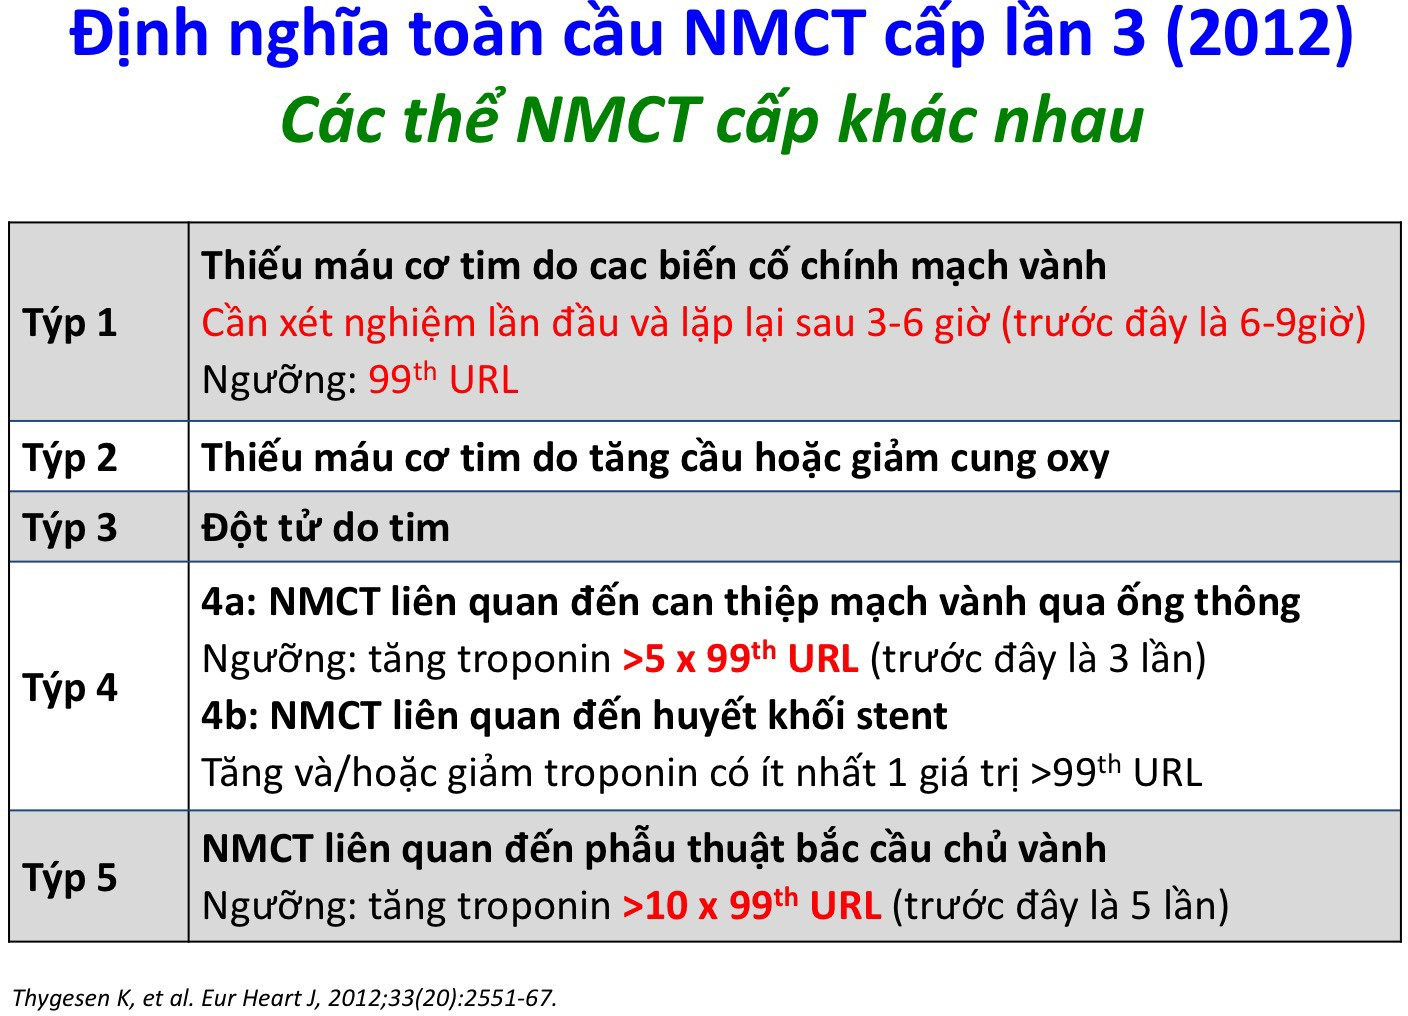 Định nghĩa toàn cầu NMCT cấp lần 3 (2012)
Các thể NMCT cấp khác nhau
Týp 1
Thiếu máu cơ tim do cac biến cố chính mạch vành
Cần xét nghiệm lần đầu và lặp lại sau 3-6 giờ (trước đây là 6-9giờ)
Ngưỡng: 99th URL
Týp 2
Thiếu máu cơ tim do tăng cầu hoặc giảm cung oxy
Týp 3
Đột tử do tim
Týp 4
4a: NMCT liên quan đến can thiệp mạch vành qua ống thông
Ngưỡng: tăng troponin >5 x 99th URL (trước đây là 3 lần)
4b: NMCT liên quan đến huyết khối stent
Tăng và/hoặc giảm troponin có ít nhất 1 giá trị >99th URL
Týp 5
NMCT liên quan đến phẫu thuật bắc cầu chủ vành
Ngưỡng: tăng troponin >10 x 99th URL (trước đây là 5 lần)
Thygesen K, et al. Eur Heart J, 2012;33(20):2551-67.